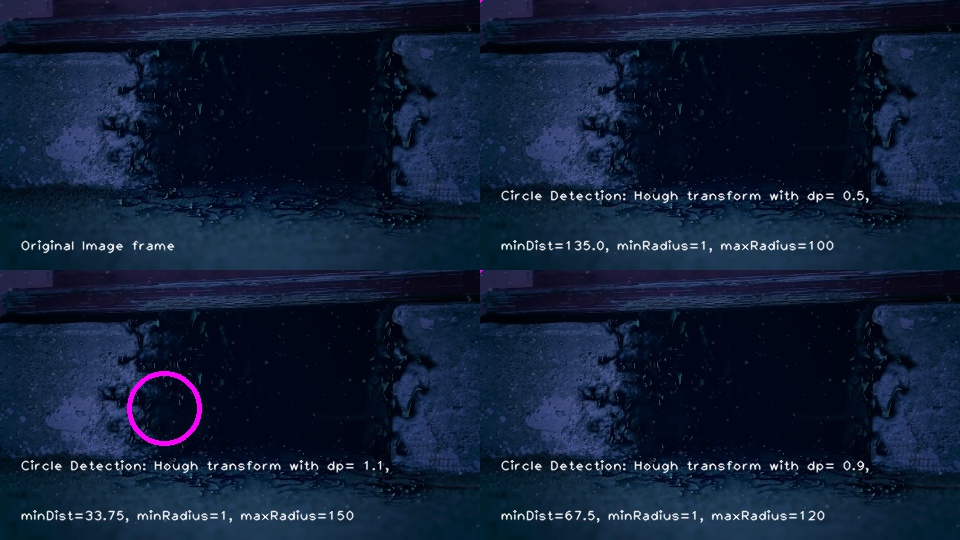 Original Image frame
Circle Detection: Hough transform with dp= 0.5,
minDist=135.0, minRadius=1, maxRadius=100
Circle Detection: Hough transform with dp= 1.1,
minDist=33.75, minRadius=1, maxRadius=150
Circle Detection: Hough transform with dp= 0.9,
minDist=67.5, minRadius=1, maxRadius=120